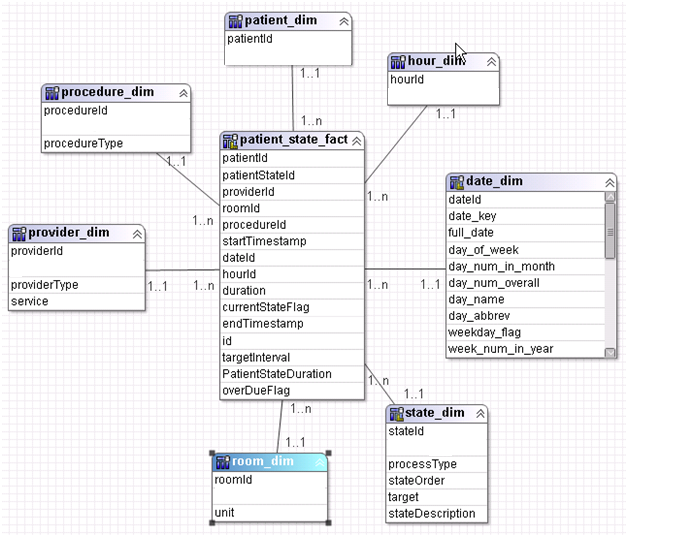 patient_dim
patientId
1..1
hour_dim
hourId
1..1
procedure_dim
procedureId
procedureType
1..1
1..n
patient_state_fact
patientId
patientStateId
providerId
roomId
procedureId
startTimestamp
dateId
hourId
duration
currentStateFlag
endTimestamp
id
targetInterval
PatientStateDuration
overDueFlag
1..n
1..n
date_dim
dateId
date_key
full_date
day_of_week
day_num_in_month
day_num_overall
day_name
day_abbrev
weekday_flag
week_num_in_year
provider_dim
providerId
providerType
service
1..1
1..n
1..n
1..1
1..n
1..1
state_dim
stateId
processType
stateOrder
target
stateDescription
1..n
1..1
room_dim
roomId
unit